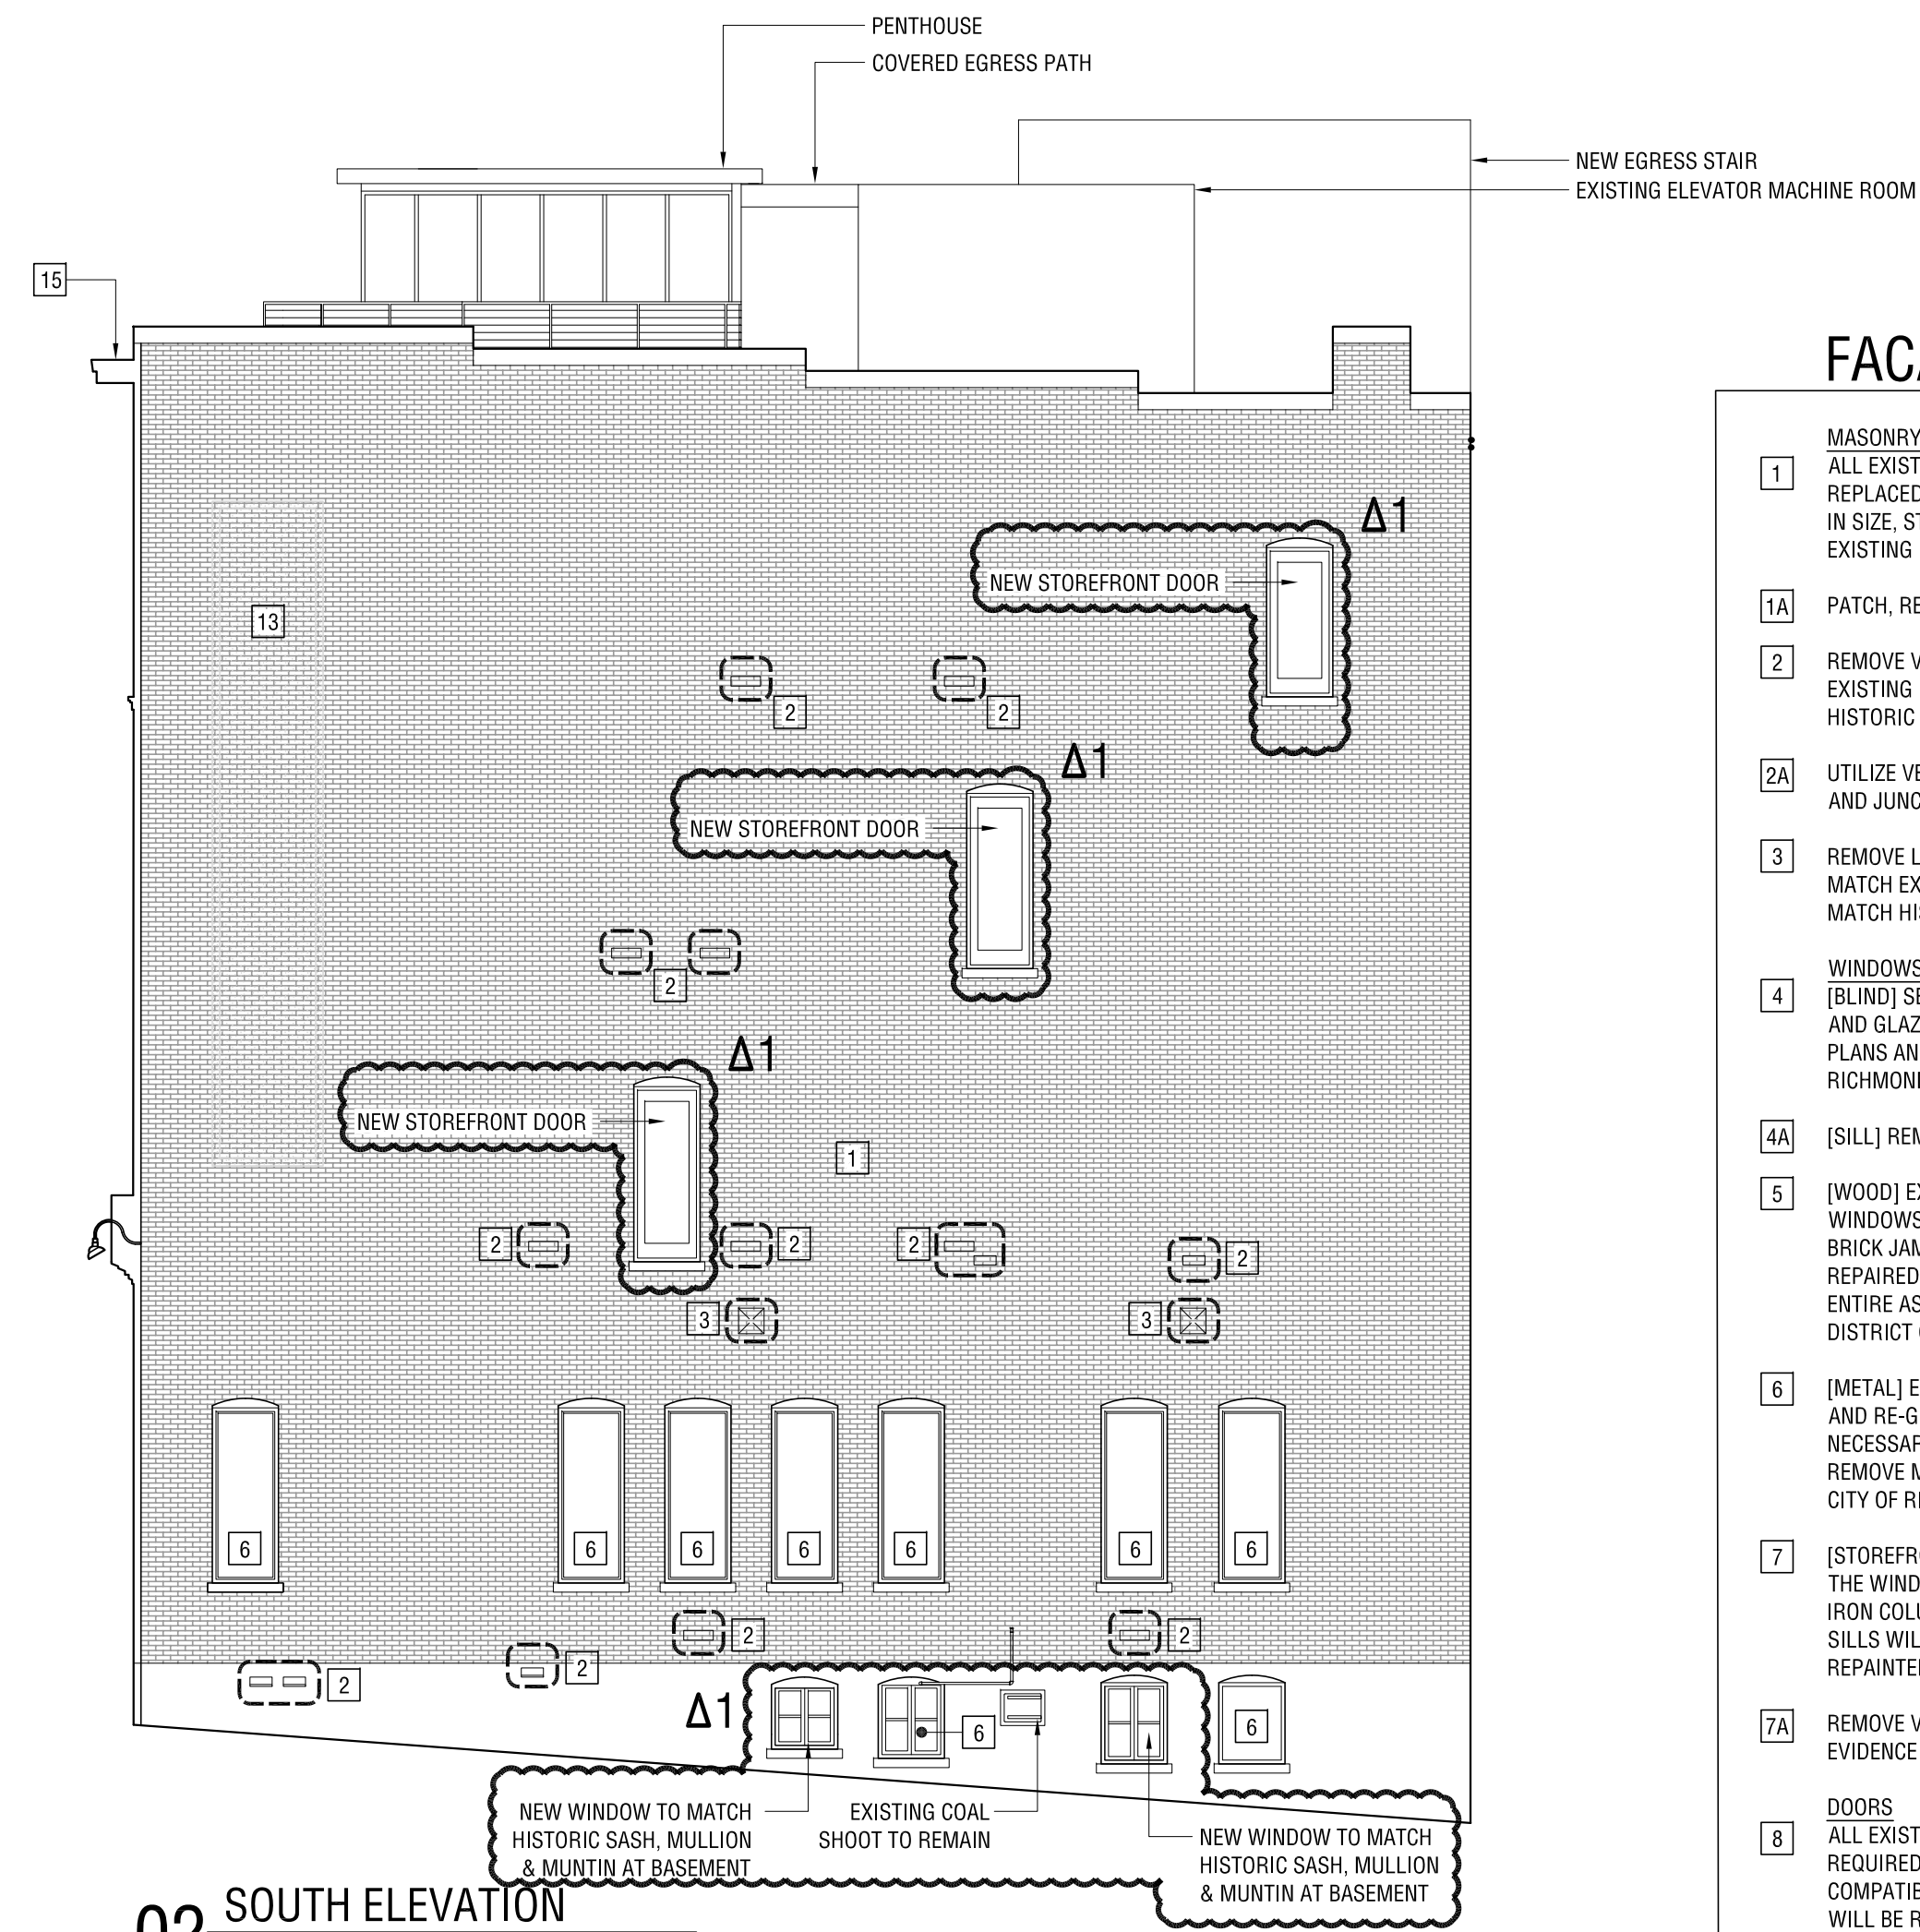 PENTHOUSE
COVERED EGRESS PATH
NEW EGRESS STAIR
EXISTING ELEVATOR MACHINE ROOM
15
13
Δ1
NEW STOREFRONT DOOR
2
2
Δ1
NEW STOREFRONT DOOR
2
Δ1
NEW STOREFRONT DOOR
1
2
2
2
2
3
3
6
6
6
6
6
6
6
2
2
2
2
Δ1
6
6
NEW WINDOW TO MATCH
HISTORIC SASH, MULLION
& MUNTIN AT BASEMENT
EXISTING COAL
SHOOT TO REMAIN
NEW WINDOW TO MATCH
HISTORIC SASH, MULLION
& MUNTIN AT BASEMENT
02
SOUTH ELEVATION
MASONRY
1
ALL EXIST
REPLACED
IN SIZE, ST
EXISTING
1A
PATCH, RE
2
REMOVE V
EXISTING
HISTORIC
2A
UTILIZE VE
AND JUNC
3
REMOVE L
MATCH EX
MATCH HIS
WINDOWS
4
[BLIND] SE
AND GLAZ
PLANS AN
RICHMOND
4A
[SILL] REM
5
[WOOD] EX
WINDOWS
BRICK JAM
REPAIRED
ENTIRE AS
DISTRICT
6
[METAL] E
AND RE-G
NECESSAR
REMOVE M
CITY OF RI
7
[STOREFRO
THE WIND
IRON COLU
SILLS WIL
REPAINTE
7A
REMOVE V
EVIDENCE
DOORS
8
ALL EXIST
REQUIRED
COMPATIB
WILL BE R